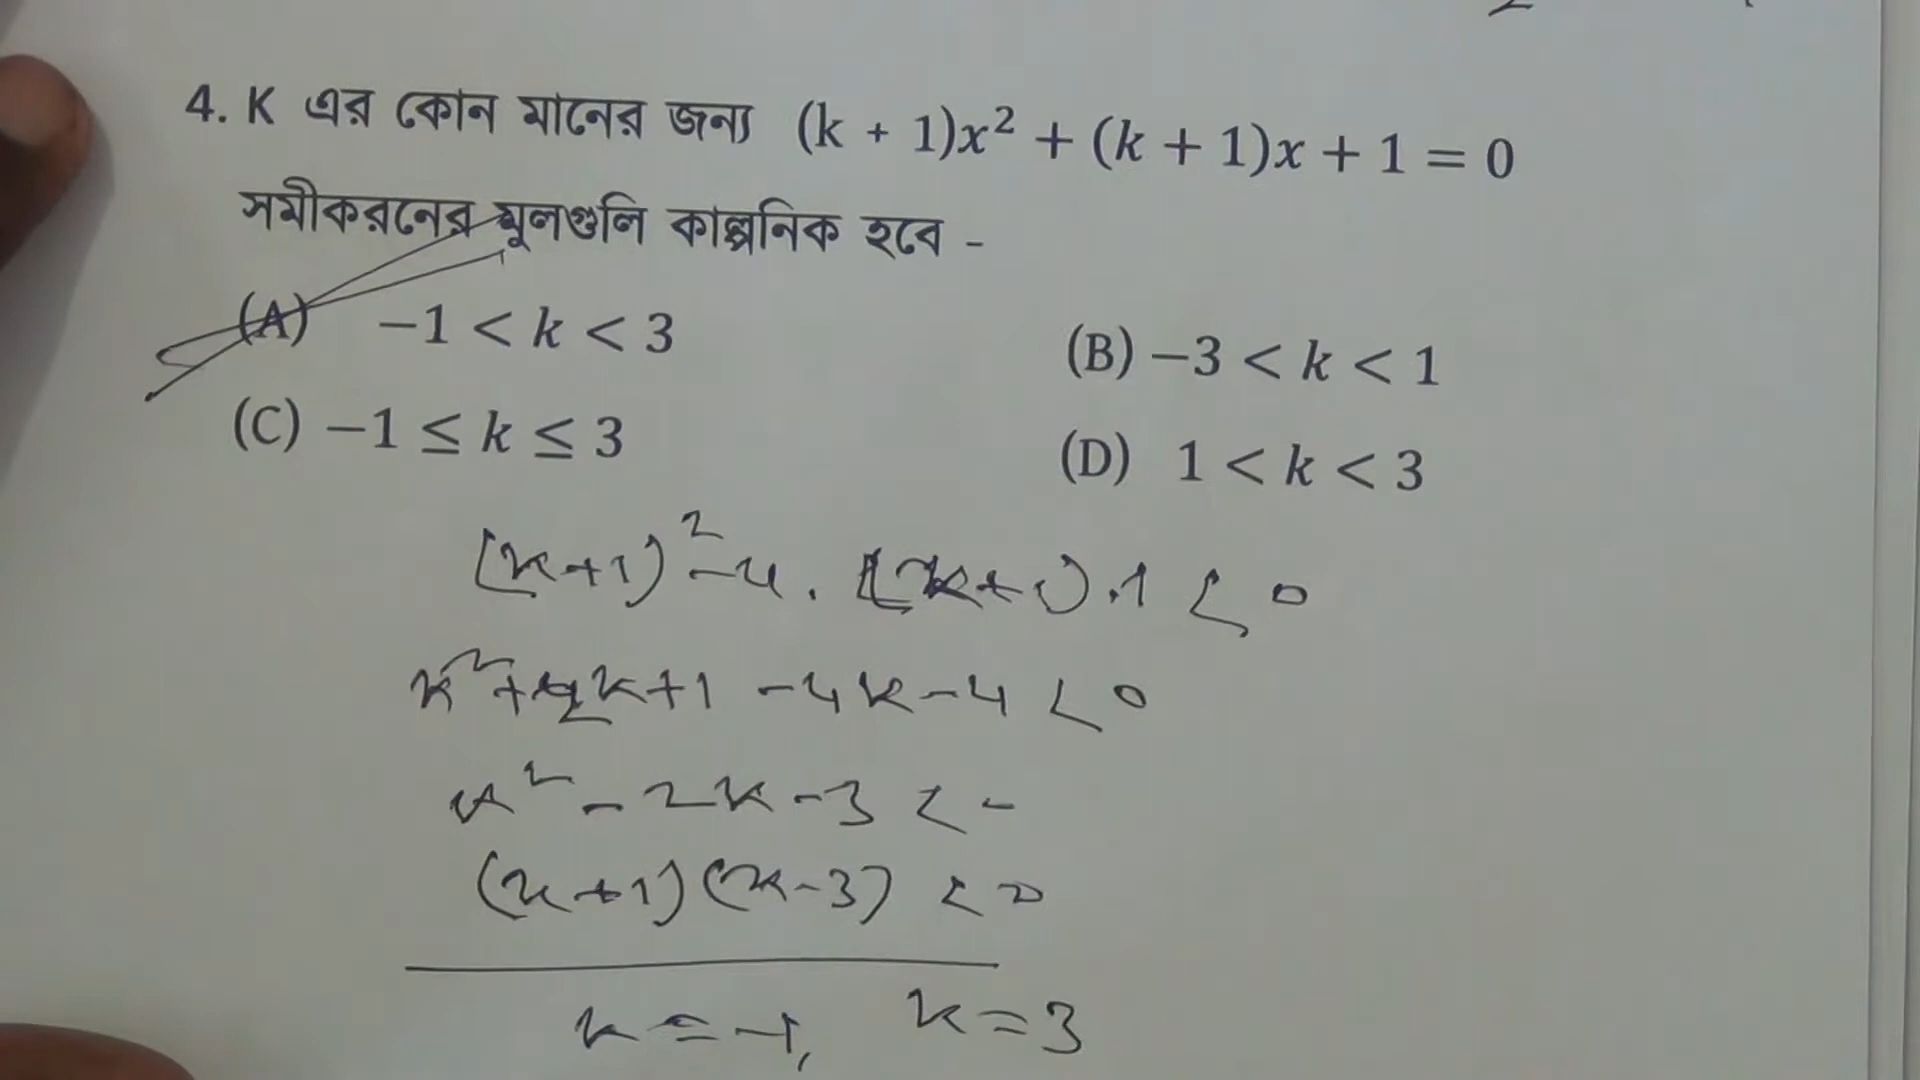 4. K এর কোন মানের জন্য (k + 1)x² + (k + 1)x + 1 = 0
সমীকরনের মূলগুলি কাল্পনিক হবে -
(A) −1 < k < 3
(B) −3 < k < 1
(C) −1 ≤ k ≤ 3
(D) 1 < k < 3
(k+1)² - 4 . (k+1) .1 < 0
k² + 2k + 1 - 4k - 4 < 0
k² - 2k - 3 < -
(k+1) (k-3) < 0
k = -1, k = 3